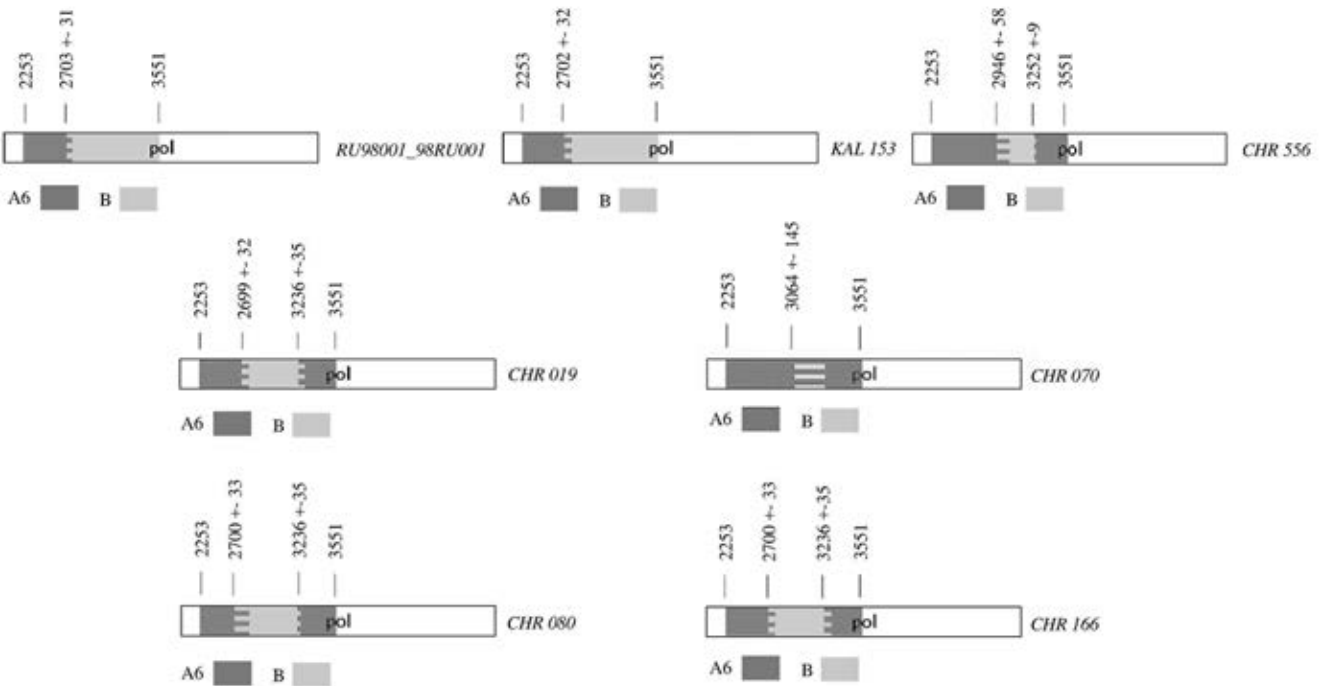 2253
2703 +- 31
3551
pol
RU98001_98RU001
A6
B
2253
2702 +- 32
3551
pol
KAL 153
A6
B
2253
2946 +- 58
3252 +-9
3551
pol
CHR 556
A6
B
2253
2699 +- 32
3236 +-35
3551
pol
CHR 019
A6
B
2253
3064 +- 145
3551
pol
CHR 070
A6
B
2253
2700 +- 33
3236 +-35
3551
pol
CHR 080
A6
B
2253
2700 +- 33
3236 +-35
3551
pol
CHR 166
A6
B